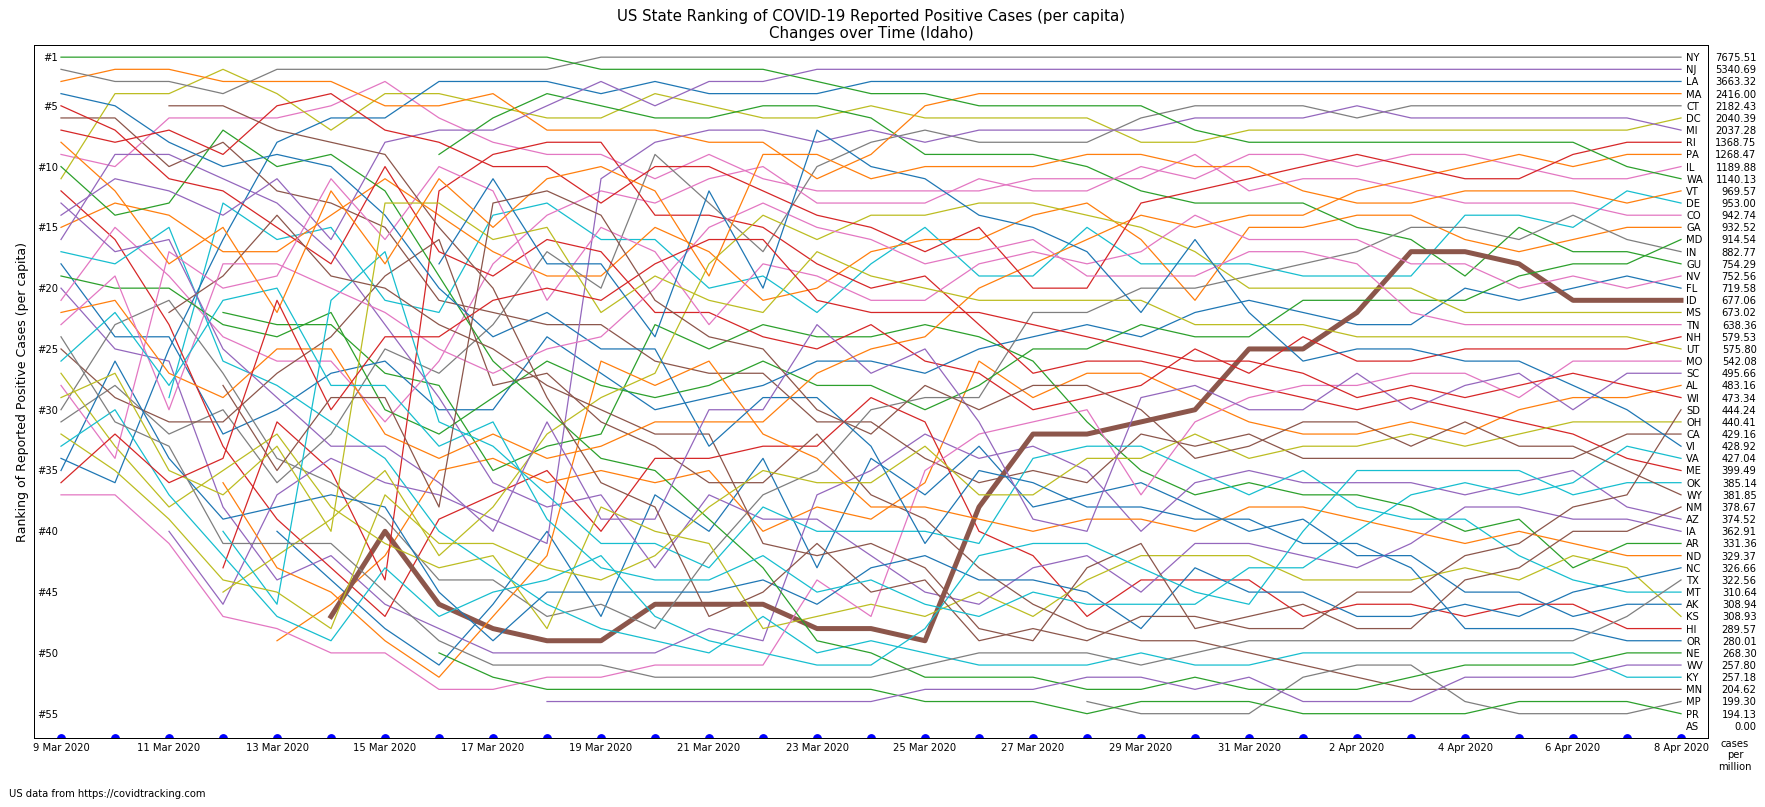 US State Ranking of COVID-19 Reported Positive Cases (per capita)
Changes over Time (Idaho)
Ranking of Reported Positive Cases (per capita)
#1
#5
#10
#15
#20
#25
#30
#35
#40
#45
#50
#55
NY 7675.51
NJ 5340.69
LA 3663.32
MA 2416.00
CT 2182.43
DC 2040.39
MI 2037.28
RI 1368.75
PA 1268.47
IL 1189.88
WA 1140.13
VT 969.57
DE 953.00
CO 942.74
GA 932.52
MD 914.54
IN 882.77
GU 754.29
NV 752.56
FL 719.58
ID 677.06
MS 673.02
TN 638.36
NH 579.53
UT 575.80
MO 542.08
SC 495.66
AL 483.16
WI 473.34
SD 444.24
OH 440.41
CA 429.16
VI 428.92
VA 427.04
ME 399.49
OK 385.14
WY 381.85
NM 378.67
AZ 374.52
IA 362.91
AR 331.36
ND 329.37
NC 326.66
TX 322.56
MT 310.64
AK 308.94
KS 308.93
HI 289.57
OR 280.01
NE 268.30
WV 257.80
KY 257.18
MN 204.62
MP 199.30
PR 194.13
AS 0.00
9 Mar 2020 11 Mar 2020 13 Mar 2020 15 Mar 2020 17 Mar 2020 19 Mar 2020 21 Mar 2020 23 Mar 2020 25 Mar 2020 27 Mar 2020 29 Mar 2020 31 Mar 2020 2 Apr 2020 4 Apr 2020 6 Apr 2020 8 Apr 2020
cases
per
million
US data from https://covidtracking.com